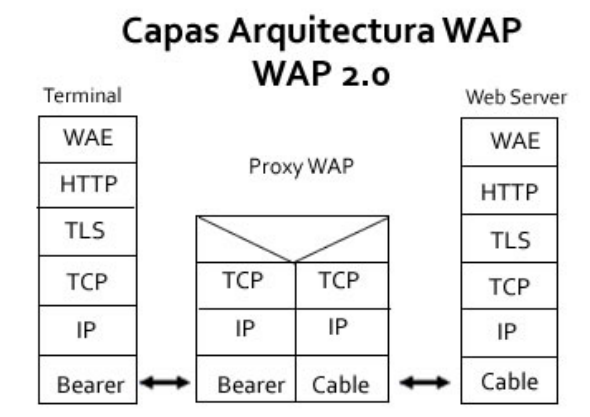 Capas Arquitectura WAP
WAP 2.0
Terminal
WAE
HTTP
TLS
TCP
IP
Bearer
Proxy WAP
TCP TCP
IP IP
Bearer Cable
Web Server
WAE
HTTP
TLS
TCP
IP
Cable